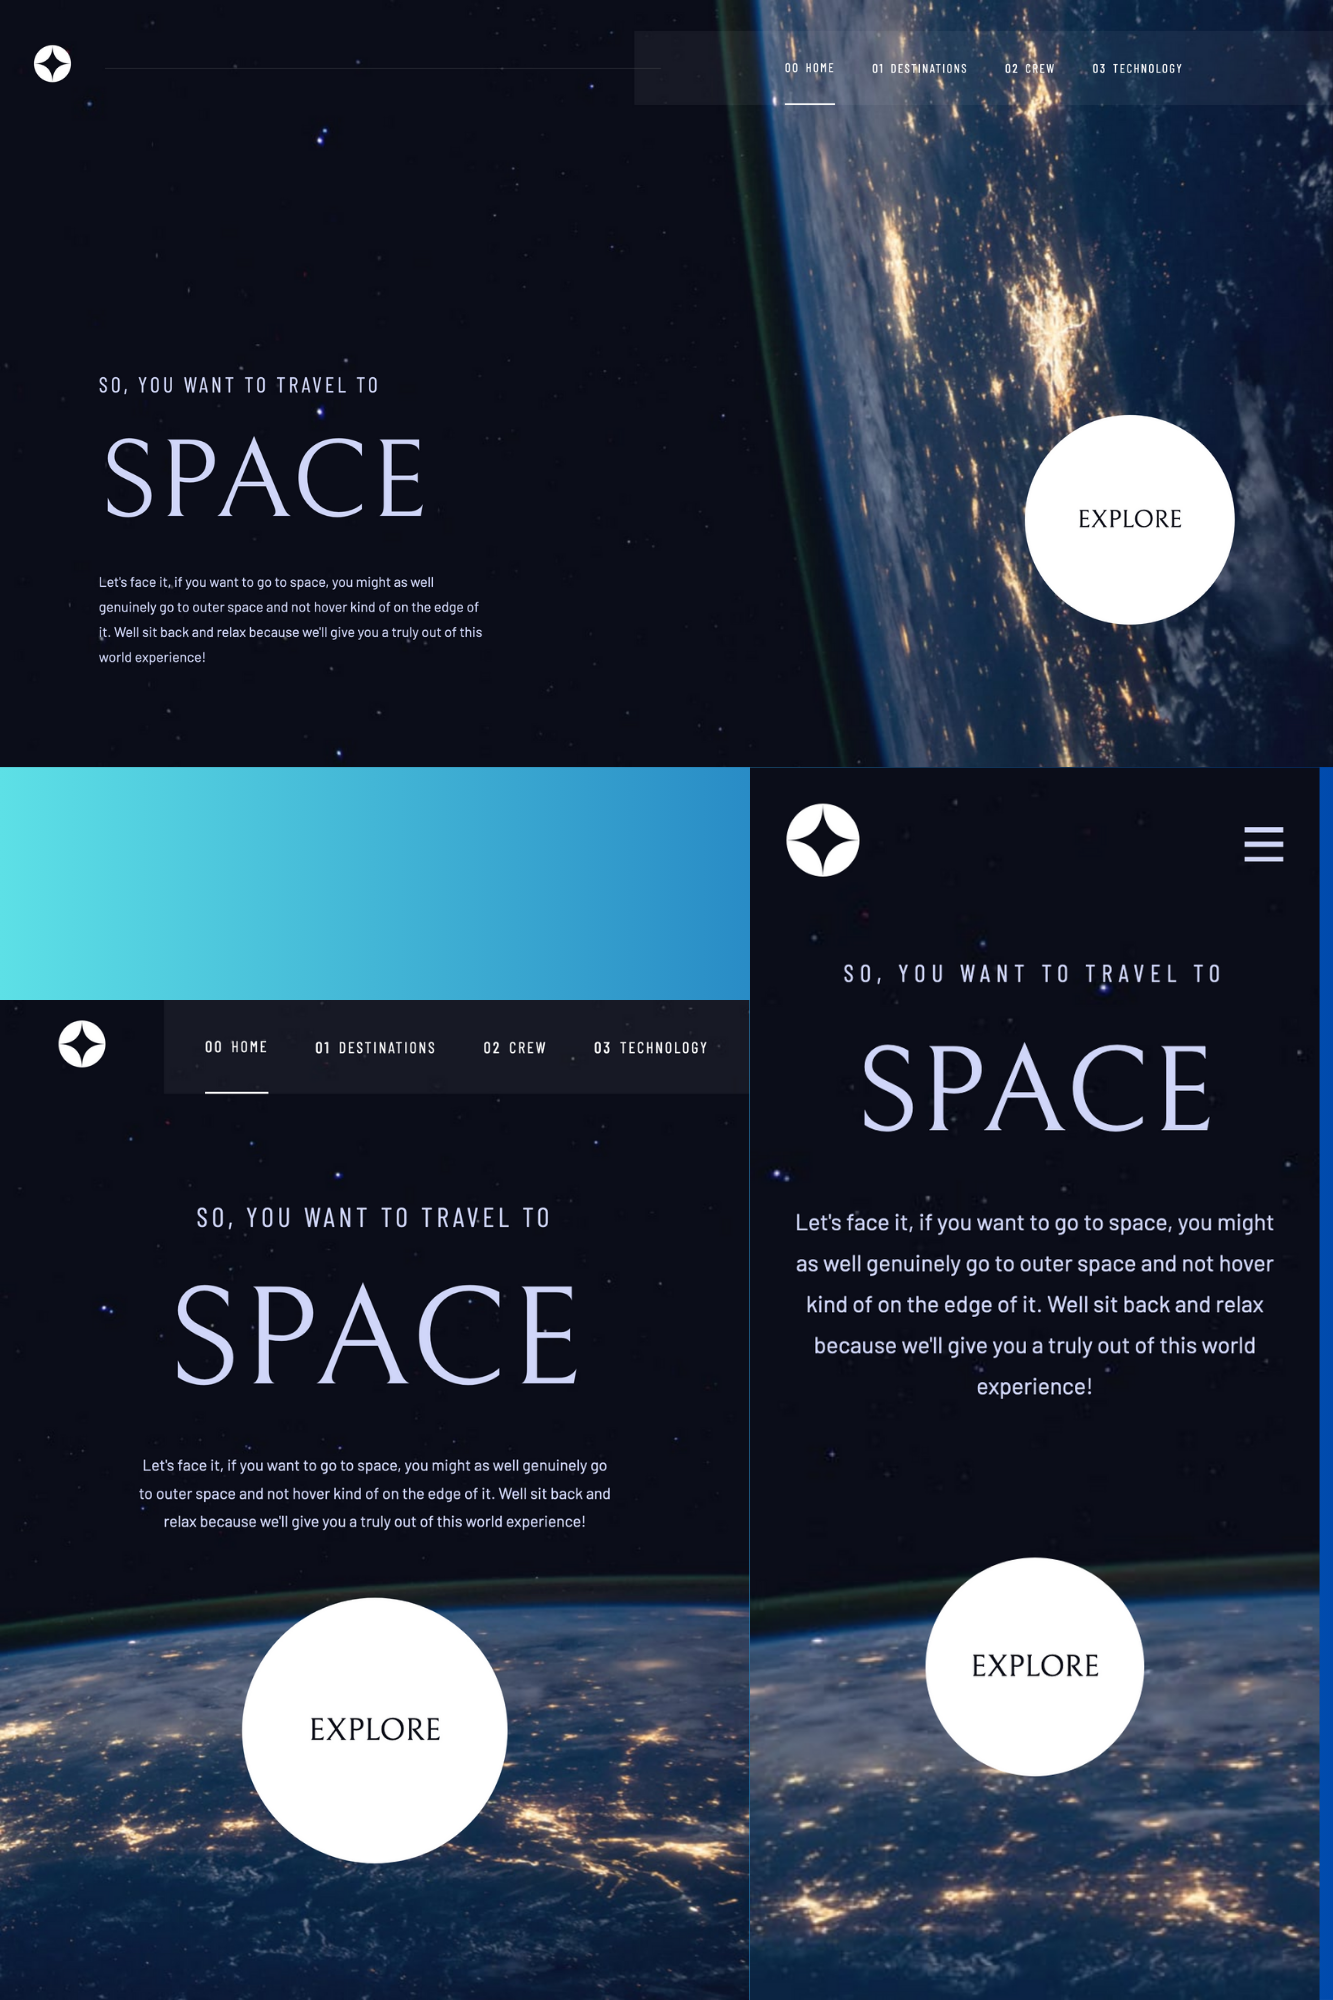 00 HOME 01 DESTINATIONS 02 CREW 03 TECHNOLOGY
SO, YOU WANT TO TRAVEL TO
SPACE
Let's face it, if you want to go to space, you might as well
genuinely go to outer space and not hover kind of on the edge of
it. Well sit back and relax because we'll give you a truly out of this
world experience!
EXPLORE
00 HOME 01 DESTINATIONS 02 CREW 03 TECHNOLOGY
SO, YOU WANT TO TRAVEL TO
SPACE
Let's face it, if you want to go to space, you might as well genuinely go
to outer space and not hover kind of on the edge of it. Well sit back and
relax because we'll give you a truly out of this world experience!
EXPLORE
SO, YOU WANT TO TRAVEL TO
SPACE
Let's face it, if you want to go to space, you might
as well genuinely go to outer space and not hover
kind of on the edge of it. Well sit back and relax
because we'll give you a truly out of this world
experience!
EXPLORE